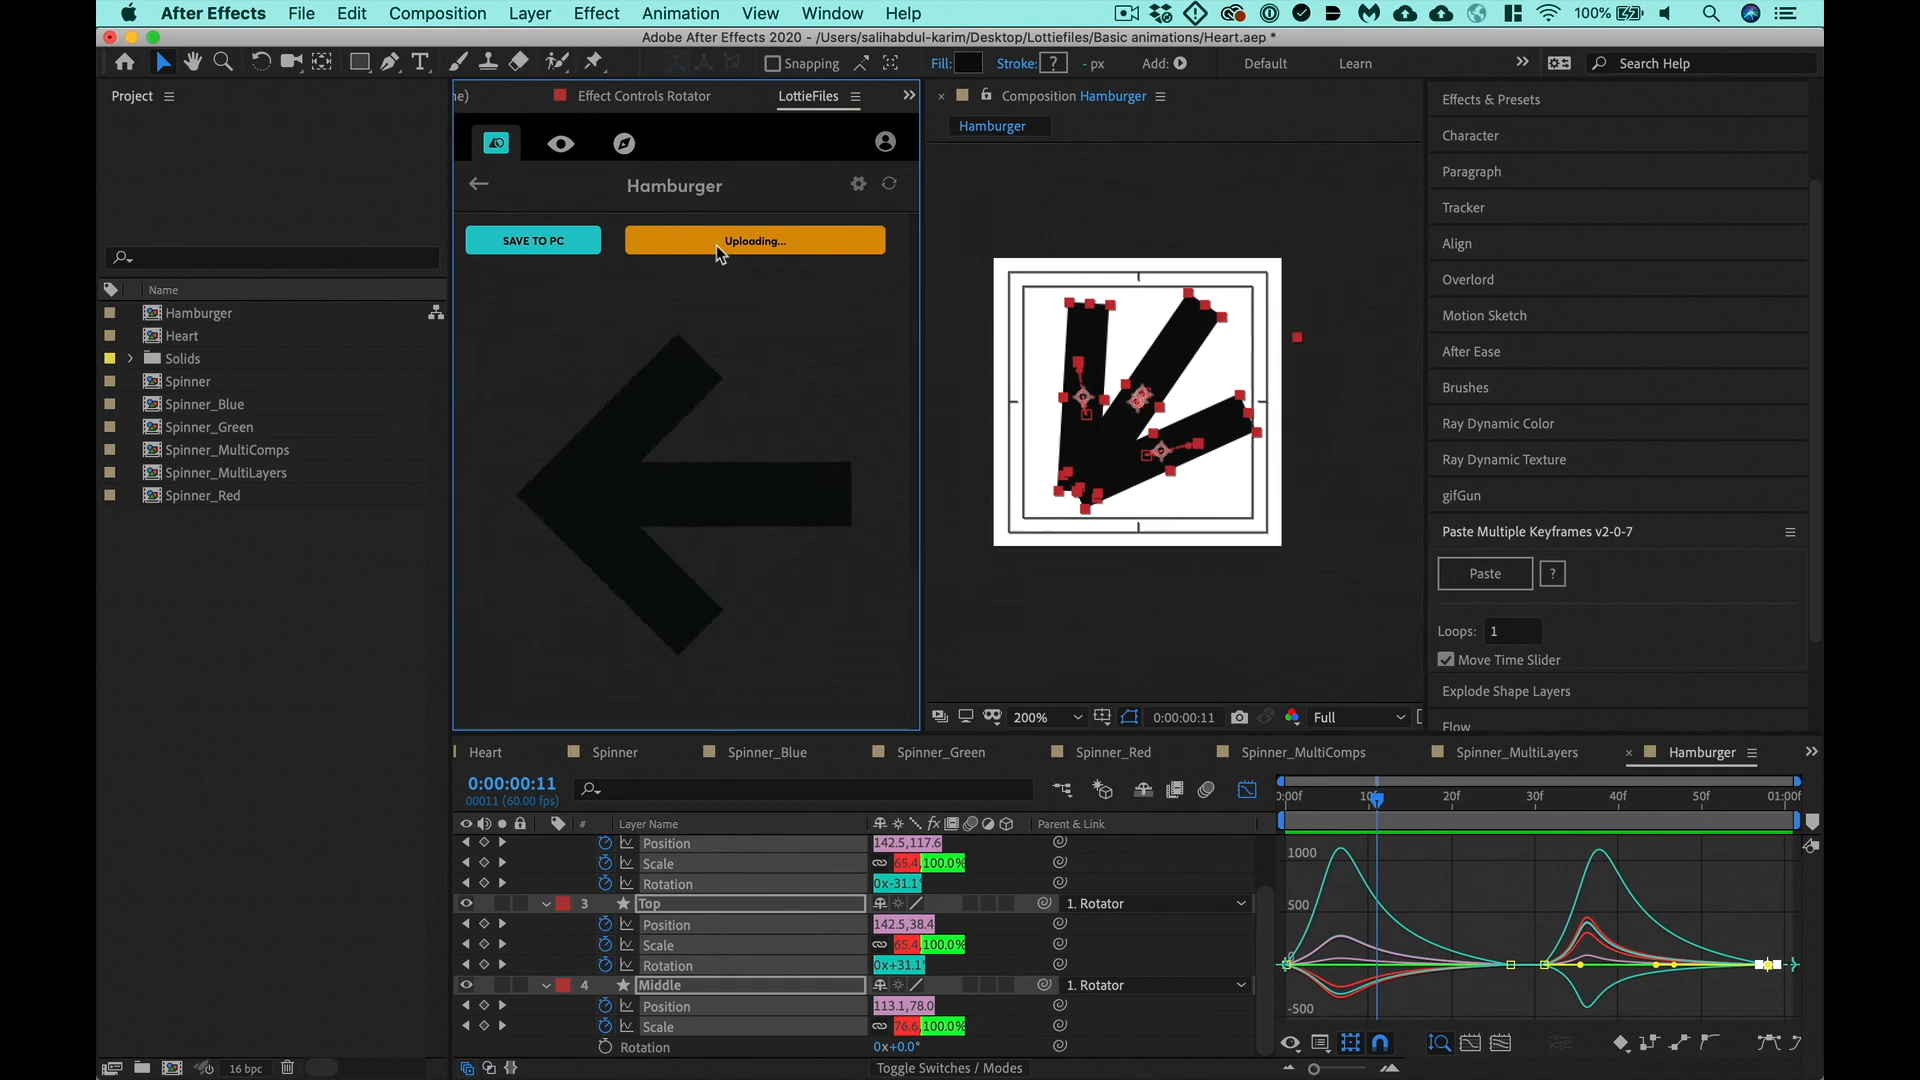 After Effects File Edit Composition Layer Effect Animation View Window Help 100%
Adobe After Effects 2020 - /Users/salihabdul-karim/Desktop/Lottiefiles/Basic animations/Heart.aep *
Snapping Fill: Stroke: ? - px Add: Default Learn Search Help
Project
ne) Effect Controls Rotator LottieFiles
Composition Hamburger
Hamburger
Hamburger
SAVE TO PC Uploading...
Name
Hamburger
Heart
Solids
Spinner
Spinner_Blue
Spinner_Green
Spinner_MultiComps
Spinner_MultiLayers
Spinner_Red
Effects & Presets
Character
Paragraph
Tracker
Align
Overlord
Motion Sketch
After Ease
Brushes
Ray Dynamic Color
Ray Dynamic Texture
gifGun
Paste Multiple Keyframes v2-0-7
Paste ?
Loops: 1
Move Time Slider
Explode Shape Layers
Flow
200% 0:00:00:11 Full
Heart Spinner Spinner_Blue Spinner_Green Spinner_Red Spinner_MultiComps Spinner_MultiLayers Hamburger
0:00:00:11
00011 (60.00 fps)
# Layer Name Parent & Link
Position 142.5,117.6
Scale 65.4,100.0%
Rotation 0x-31.1°
3 Top 1. Rotator
Position 142.5,38.4
Scale 65.4,100.0%
Rotation 0x+31.1°
4 Middle 1. Rotator
Position 113.1,78.0
Scale 76.6,100.0%
Rotation 0x+0.0°
Toggle Switches / Modes
16 bpc
0:00f 10f 20f 30f 40f 50f 01:00f
1000
500
0
-500